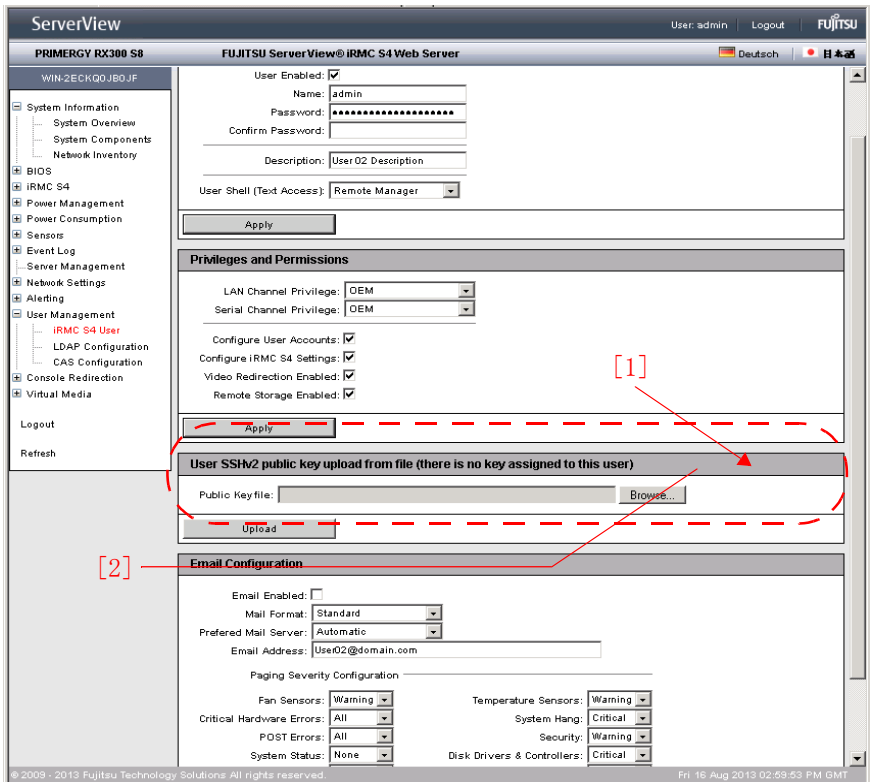 ServerView
User: admin Logout FUJITSU
PRIMERGY RX300 S8 FUJITSU ServerView® iRMC S4 Web Server Deutsch 日本語
WIN-2ECKQ0JB0JF
System Information
System Overview
System Components
Network Inventory
BIOS
iRMC S4
Power Management
Power Consumption
Sensors
Event Log
Server Management
Network Settings
Alerting
User Management
iRMC S4 User
LDAP Configuration
CAS Configuration
Console Redirection
Virtual Media
Logout
Refresh
User Enabled:
Name: admin
Password: ●●●●●●●●●●●●●●●●●●●●
Confirm Password:
Description: User02 Description
User Shell (Text Access): Remote Manager
Apply
Privileges and Permissions
LAN Channel Privilege: OEM
Serial Channel Privilege: OEM
Configure User Accounts:
Configure iRMC S4 Settings:
Video Redirection Enabled:
Remote Storage Enabled:
[1]
Apply
User SSHv2 public key upload from file (there is no key assigned to this user)
Public Keyfile: Browse...
Upload
[2]
Email Configuration
Email Enabled:
Mail Format: Standard
Prefered Mail Server: Automatic
Email Address: User02@domain.com
Paging Severity Configuration
Fan Sensors: Warning Temperature Sensors: Warning
Critical Hardware Errors: All System Hang: Critical
POST Errors: All Security: Warning
System Status: None Disk Drivers & Controllers: Critical
© 2009 - 2013 Fujitsu Technology Solutions All rights reserved. Fri 16 Aug 2013 02:59:53 PM GMT